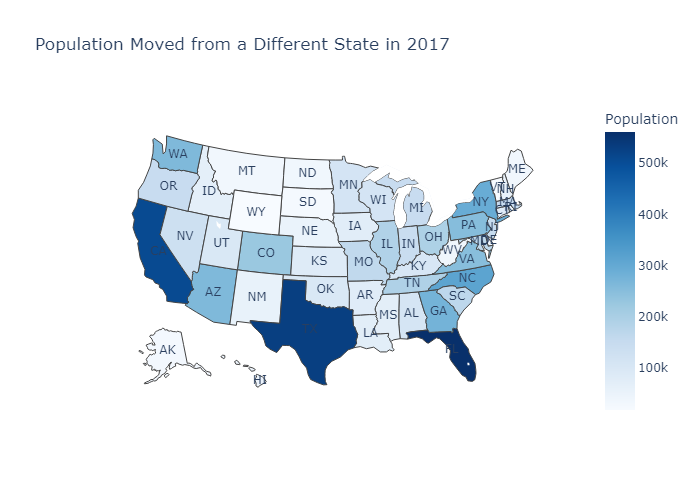 Population Moved from a Different State in 2017
Population
500k
400k
300k
200k
100k
WA
MT
ND
MN
ME
OR
ID
SD
WI
MI
VT
NH
WY
NY
MA
NV
UT
NE
IA
PA
NJ
CO
KS
IL
IN
OH
MO
KY
WV
VA
MD
DE
AZ
NM
OK
AR
TN
NC
SC
MS
AL
GA
LA
FL
AK
HI